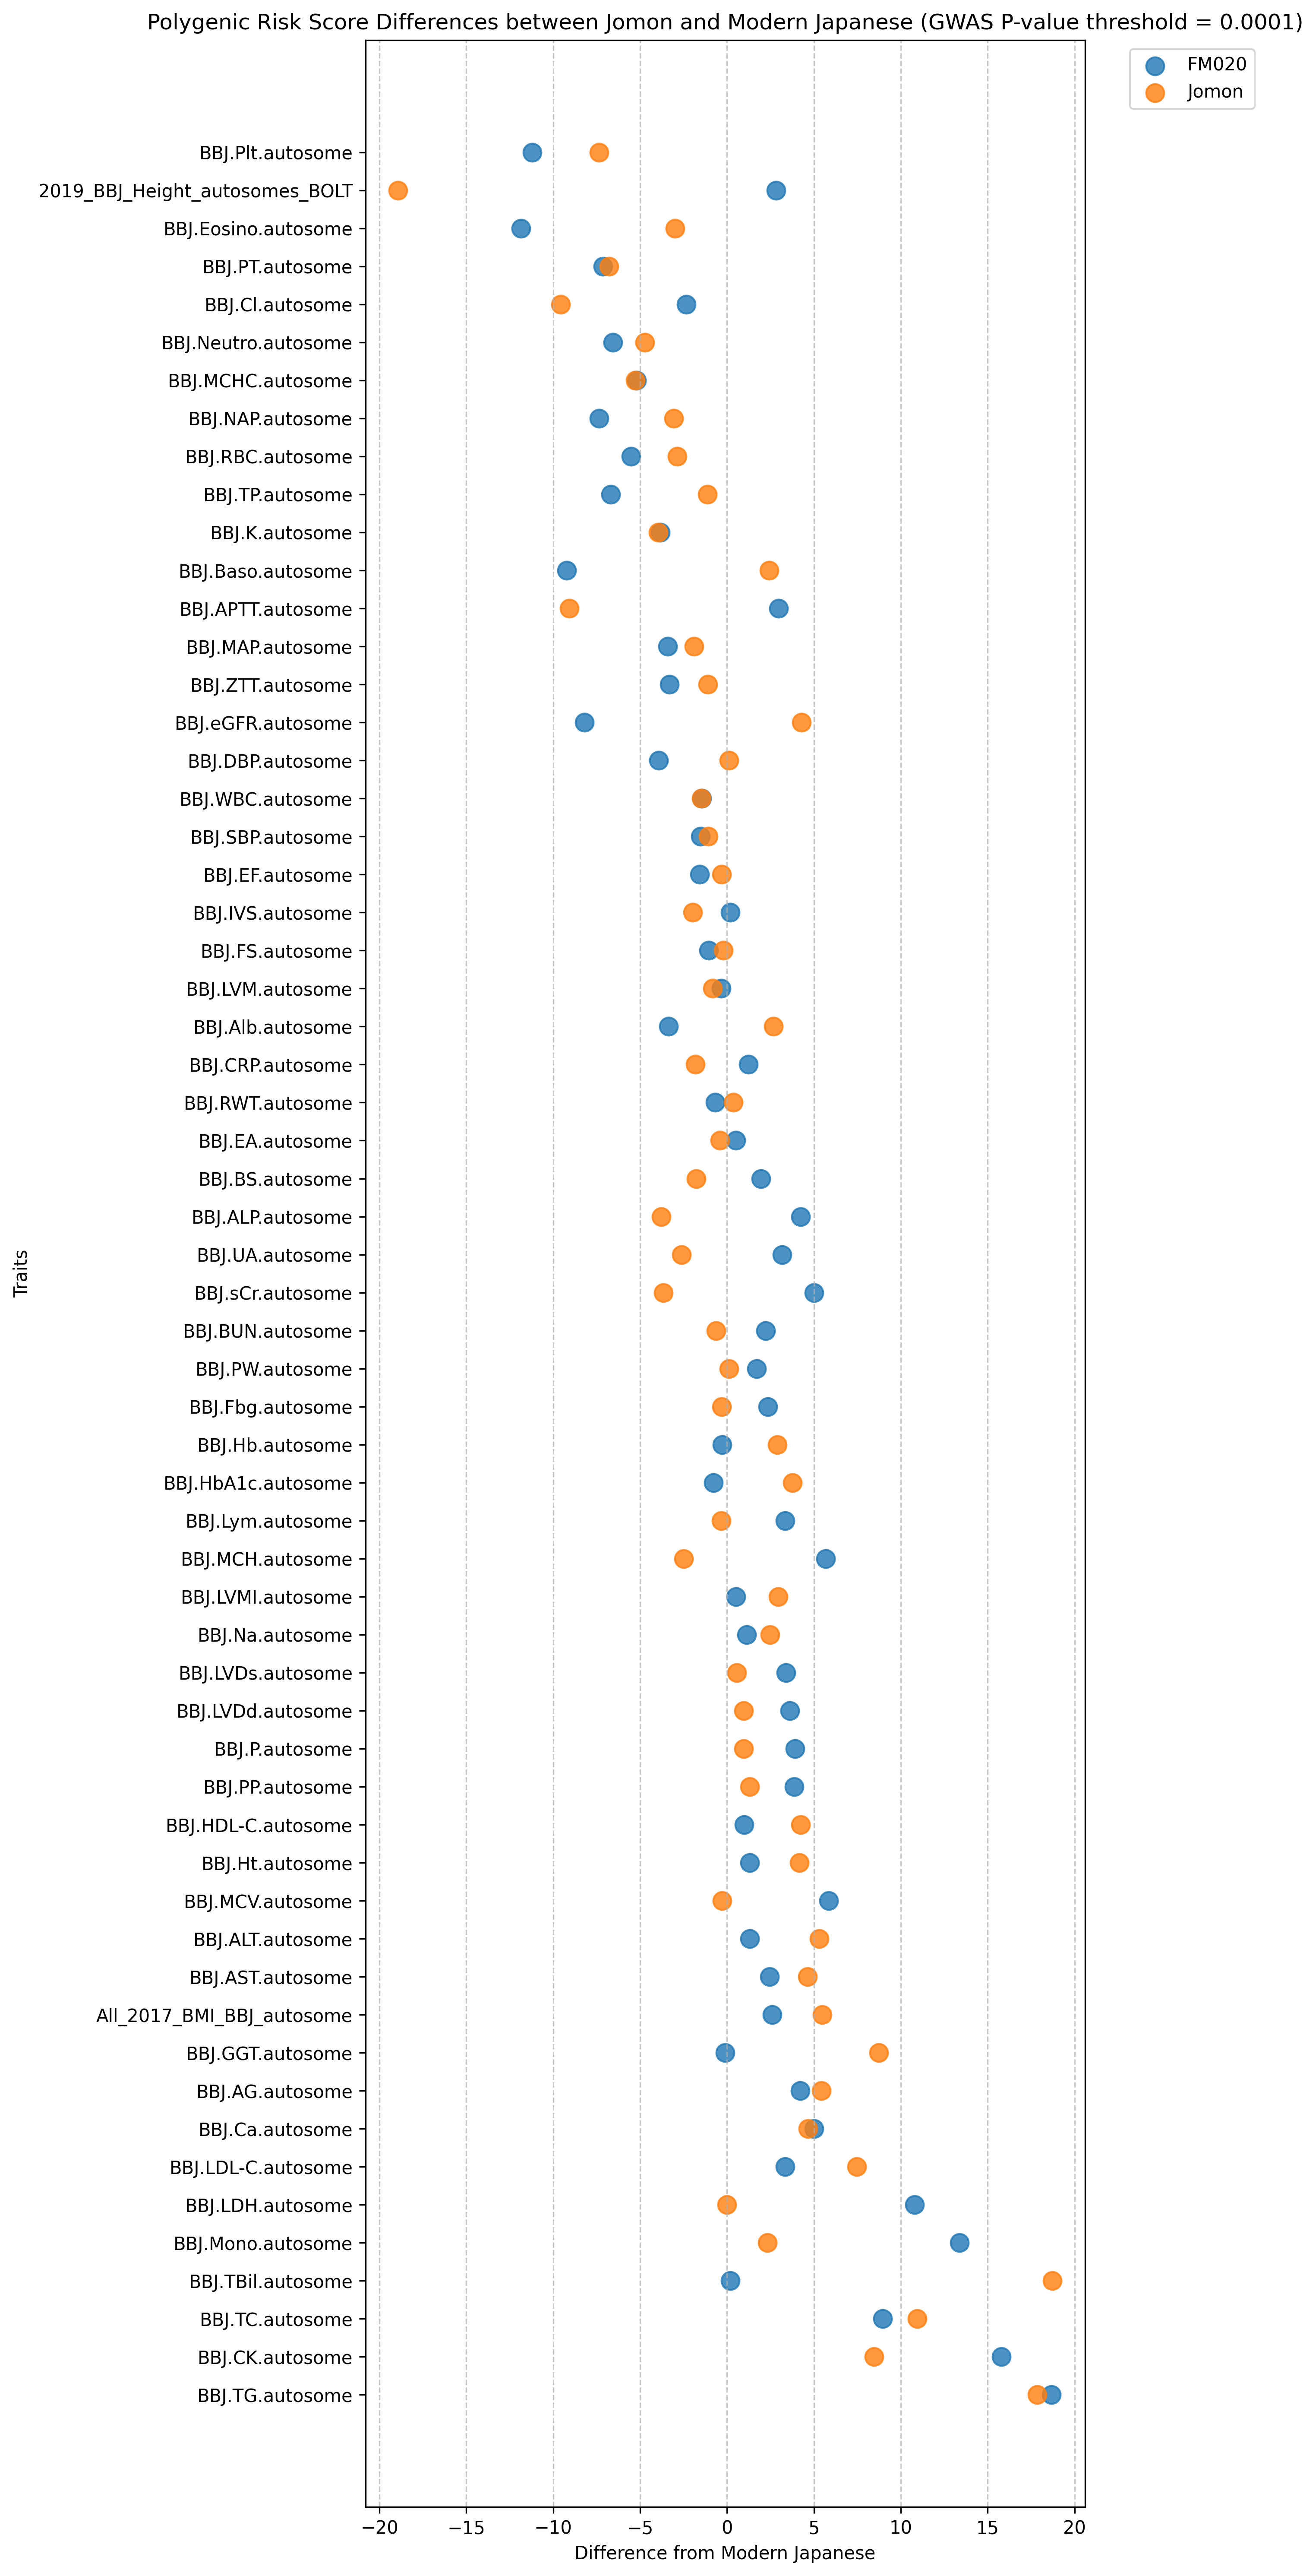 Polygenic Risk Score Differences between Jomon and Modern Japanese (GWAS P-value threshold = 0.0001)
FM020
Jomon
BBJ.Plt.autosome
2019_BBJ_Height_autosomes_BOLT
BBJ.Eosino.autosome
BBJ.PT.autosome
BBJ.Cl.autosome
BBJ.Neutro.autosome
BBJ.MCHC.autosome
BBJ.NAP.autosome
BBJ.RBC.autosome
BBJ.TP.autosome
BBJ.K.autosome
BBJ.Baso.autosome
BBJ.APTT.autosome
BBJ.MAP.autosome
BBJ.ZTT.autosome
BBJ.eGFR.autosome
BBJ.DBP.autosome
BBJ.WBC.autosome
BBJ.SBP.autosome
BBJ.EF.autosome
BBJ.IVS.autosome
BBJ.FS.autosome
BBJ.LVM.autosome
BBJ.Alb.autosome
BBJ.CRP.autosome
BBJ.RWT.autosome
BBJ.EA.autosome
BBJ.BS.autosome
BBJ.ALP.autosome
BBJ.UA.autosome
BBJ.sCr.autosome
BBJ.BUN.autosome
BBJ.PW.autosome
BBJ.Fbg.autosome
BBJ.Hb.autosome
BBJ.HbA1c.autosome
BBJ.Lym.autosome
BBJ.MCH.autosome
BBJ.LVMI.autosome
BBJ.Na.autosome
BBJ.LVDs.autosome
BBJ.LVDd.autosome
BBJ.P.autosome
BBJ.PP.autosome
BBJ.HDL-C.autosome
BBJ.Ht.autosome
BBJ.MCV.autosome
BBJ.ALT.autosome
BBJ.AST.autosome
All_2017_BMI_BBJ_autosome
BBJ.GGT.autosome
BBJ.AG.autosome
BBJ.Ca.autosome
BBJ.LDL-C.autosome
BBJ.LDH.autosome
BBJ.Mono.autosome
BBJ.TBil.autosome
BBJ.TC.autosome
BBJ.CK.autosome
BBJ.TG.autosome
Traits
−20 −15 −10 −5 0 5 10 15 20
Difference from Modern Japanese